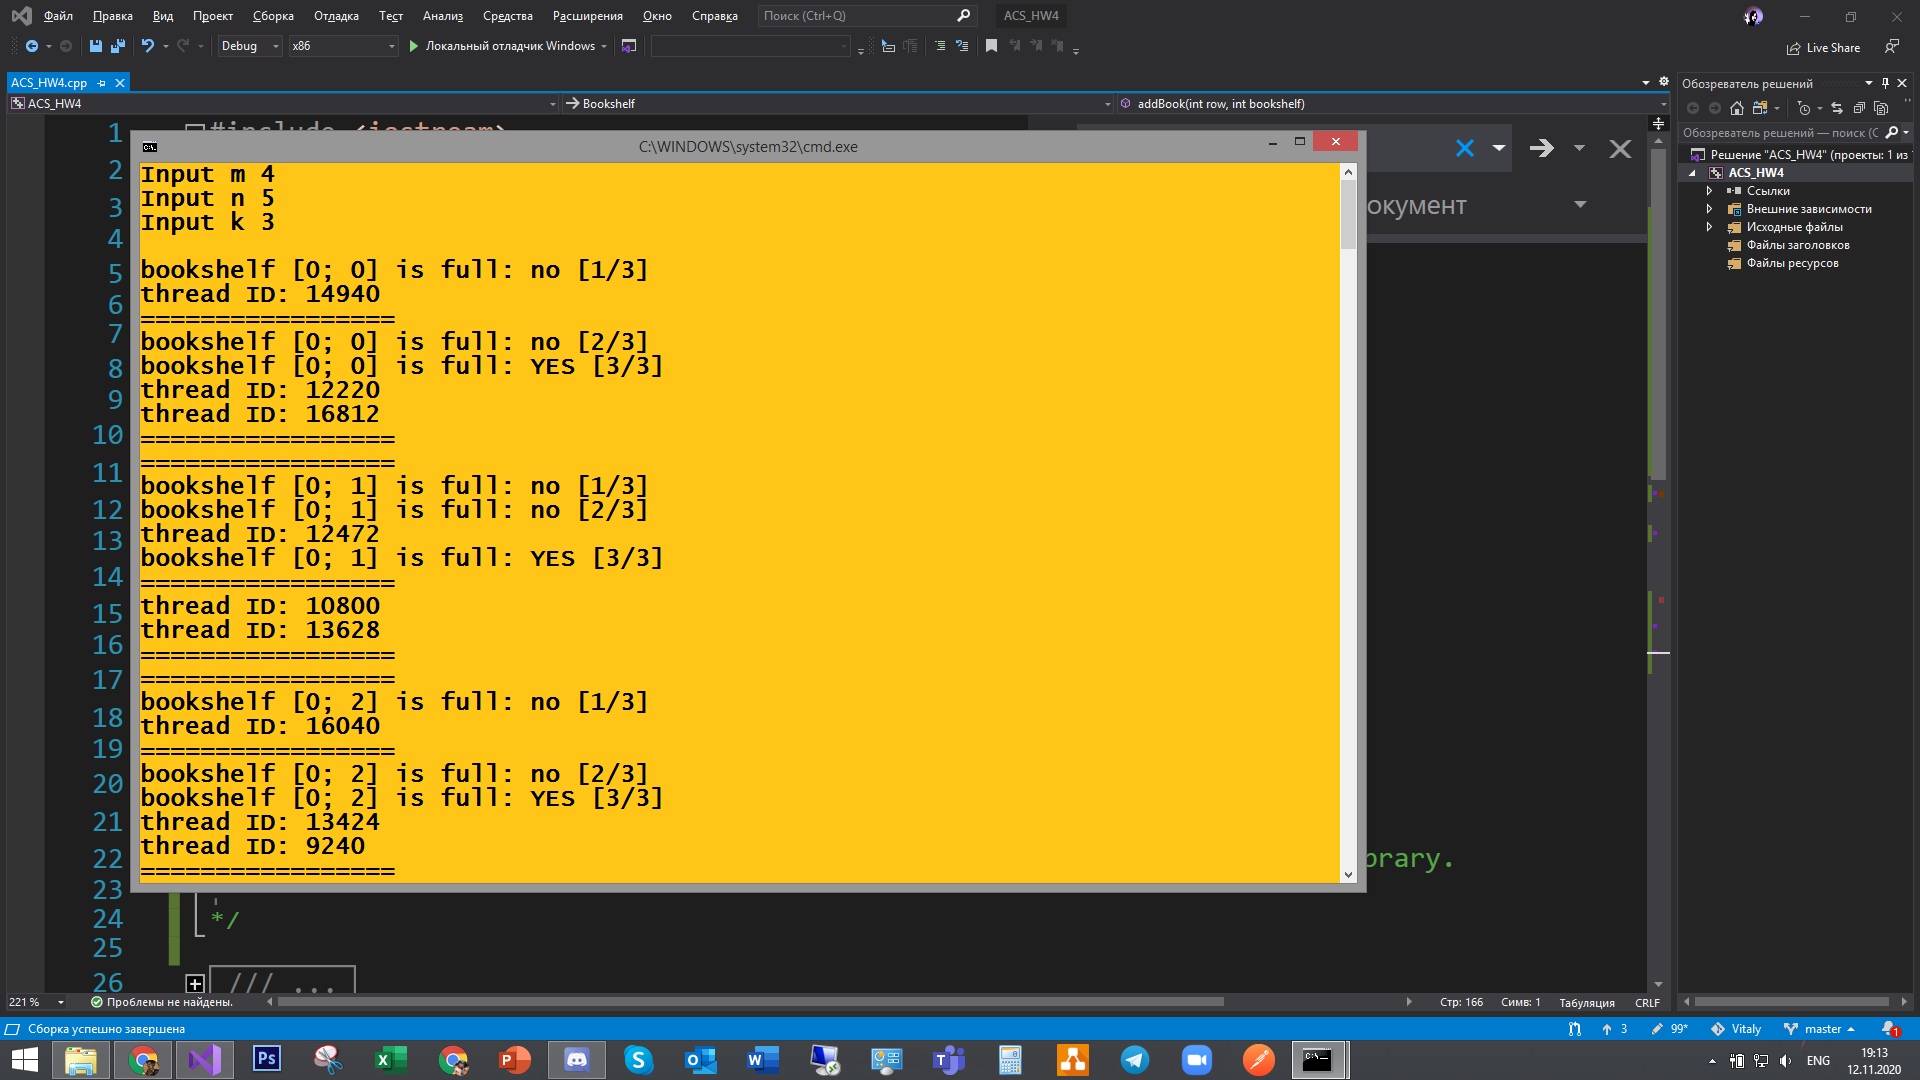 Файл Правка Вид Проект Сборка Отладка Тест Анализ Средства Расширения Окно Справка Поиск (Ctrl+Q) ACS_HW4
Debug x86 Локальный отладчик Windows Live Share
ACS_HW4.cpp
ACS_HW4 Bookshelf addBook(int row, int bookshelf)
1
2
3
4
5
6
7
8
9
10
11
12
13
14
15
16
17
18
19
20
21
22
23
24 */
25
26 /// ...
C:\WINDOWS\system32\cmd.exe
Input m 4
Input n 5
Input k 3
bookshelf [0; 0] is full: no [1/3]
thread ID: 14940
=================
bookshelf [0; 0] is full: no [2/3]
bookshelf [0; 0] is full: YES [3/3]
thread ID: 12220
thread ID: 16812
=================
=================
bookshelf [0; 1] is full: no [1/3]
bookshelf [0; 1] is full: no [2/3]
thread ID: 12472
bookshelf [0; 1] is full: YES [3/3]
=================
thread ID: 10800
thread ID: 13628
=================
=================
bookshelf [0; 2] is full: no [1/3]
thread ID: 16040
=================
bookshelf [0; 2] is full: no [2/3]
bookshelf [0; 2] is full: YES [3/3]
thread ID: 13424
thread ID: 9240
=================
окумент
brary.
Обозреватель решений
Обозреватель решений — поиск (
Решение "ACS_HW4" (проекты: 1 из
ACS_HW4
Ссылки
Внешние зависимости
Исходные файлы
Файлы заголовков
Файлы ресурсов
221 % Проблемы не найдены. Стр: 166 Симв: 1 Табуляция CRLF
Сборка успешно завершена 3 99* Vitaly master 1
ENG 19:13
12.11.2020